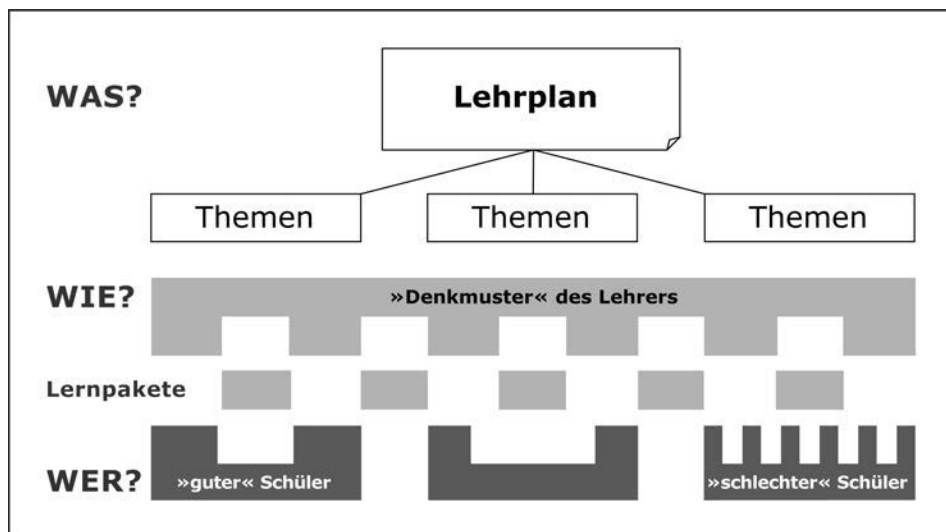 WAS?
Lehrplan
Themen
Themen
Themen
WIE?
»Denkmuster« des Lehrers
Lernpakete
WER?
»guter« Schüler
»schlechter« Schüler